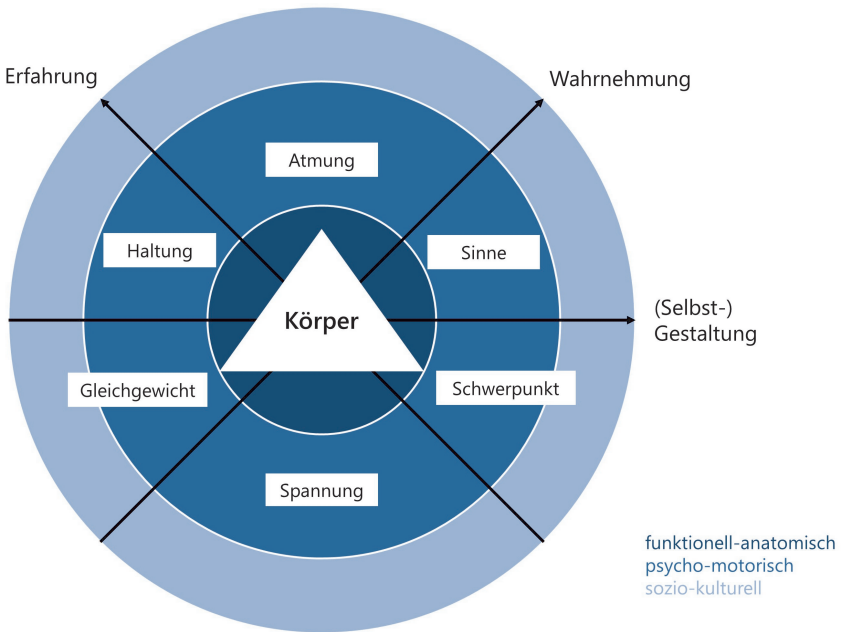 Erfahrung
Wahrnehmung
Atmung
Haltung
Sinne
Körper
(Selbst-)
Gestaltung
Gleichgewicht
Schwerpunkt
Spannung
funktionell-anatomisch
psycho-motorisch
sozio-kulturell